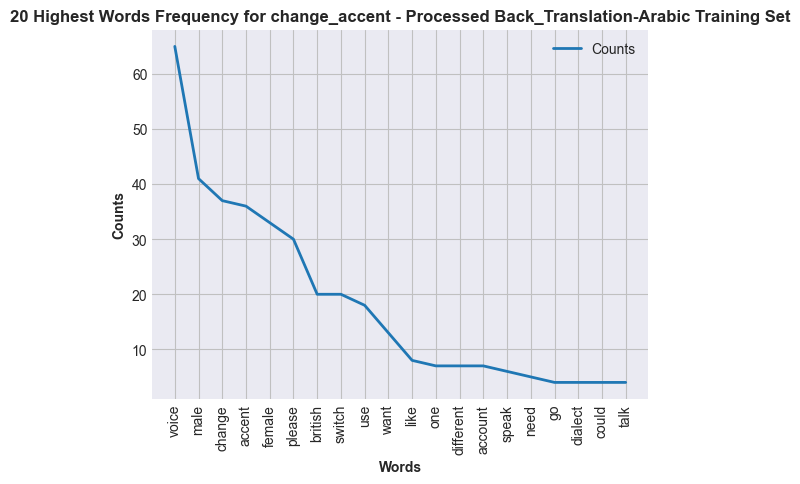 20 Highest Words Frequency for change_accent - Processed Back_Translation-Arabic Training Set
Counts
Counts
60
50
40
30
20
10
voice
male
change
accent
female
please
british
switch
use
want
like
one
different
account
speak
need
go
dialect
could
talk
Words